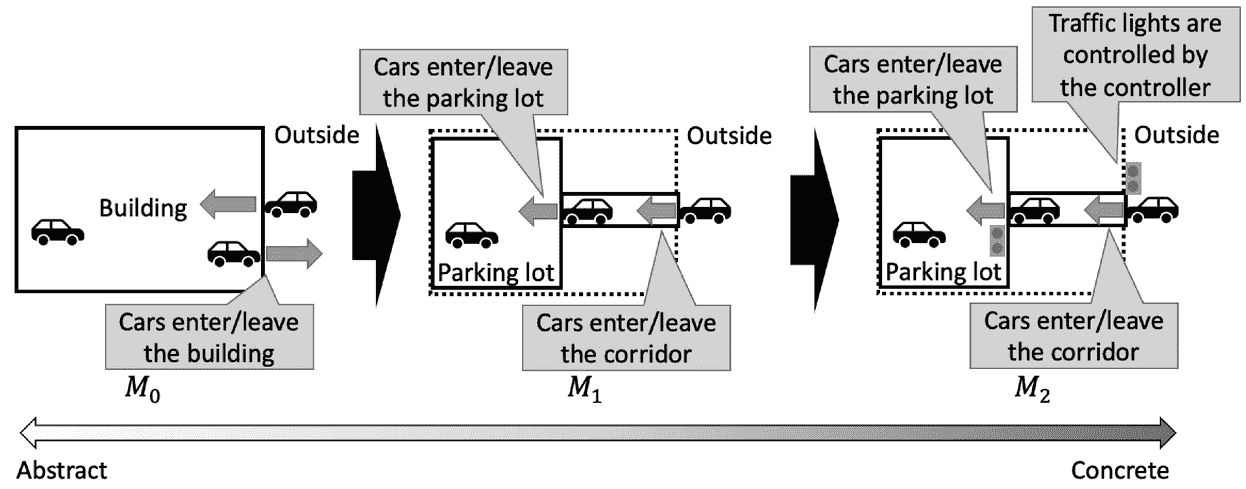 Outside
Building
Cars enter/leave
the building
M₀
Cars enter/leave
the parking lot
Outside
Parking lot
Cars enter/leave
the corridor
M₁
Cars enter/leave
the parking lot
Traffic lights are
controlled by
the controller
Outside
Parking lot
Cars enter/leave
the corridor
M₂
Abstract
Concrete